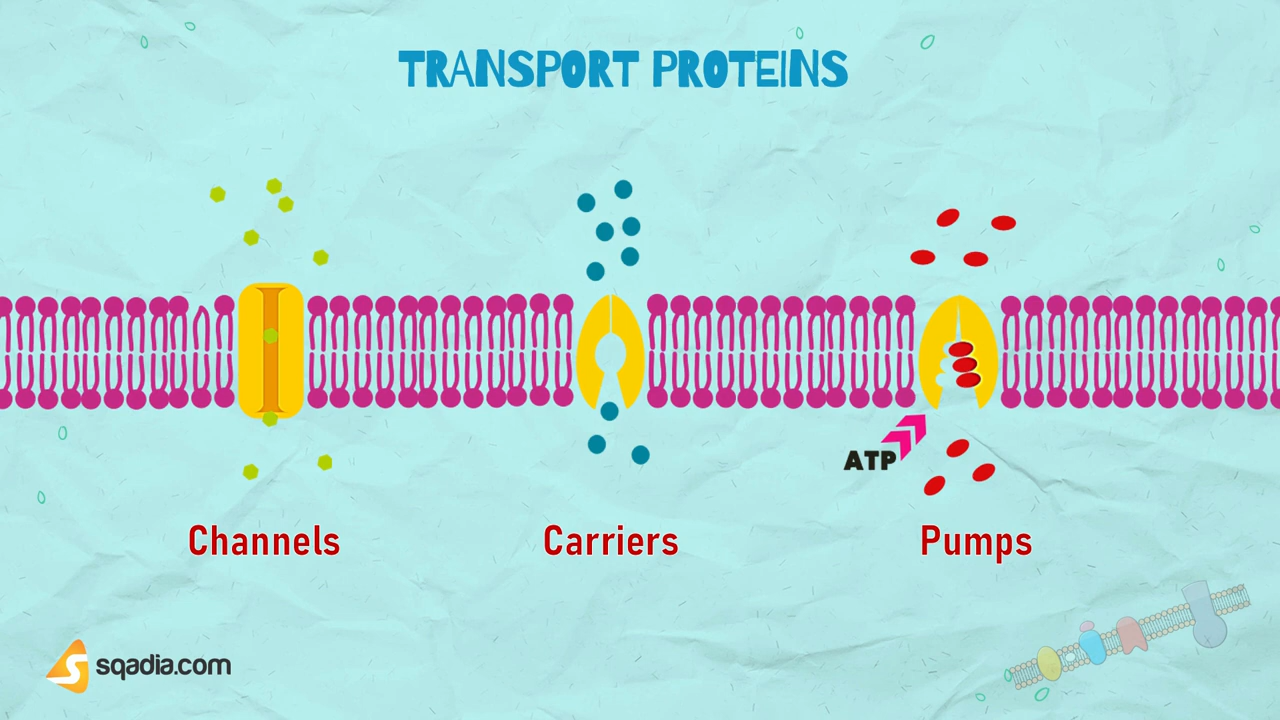 TRANSPORT PROTEINS
ATP
Channels
Carriers
Pumps
sqadia.com